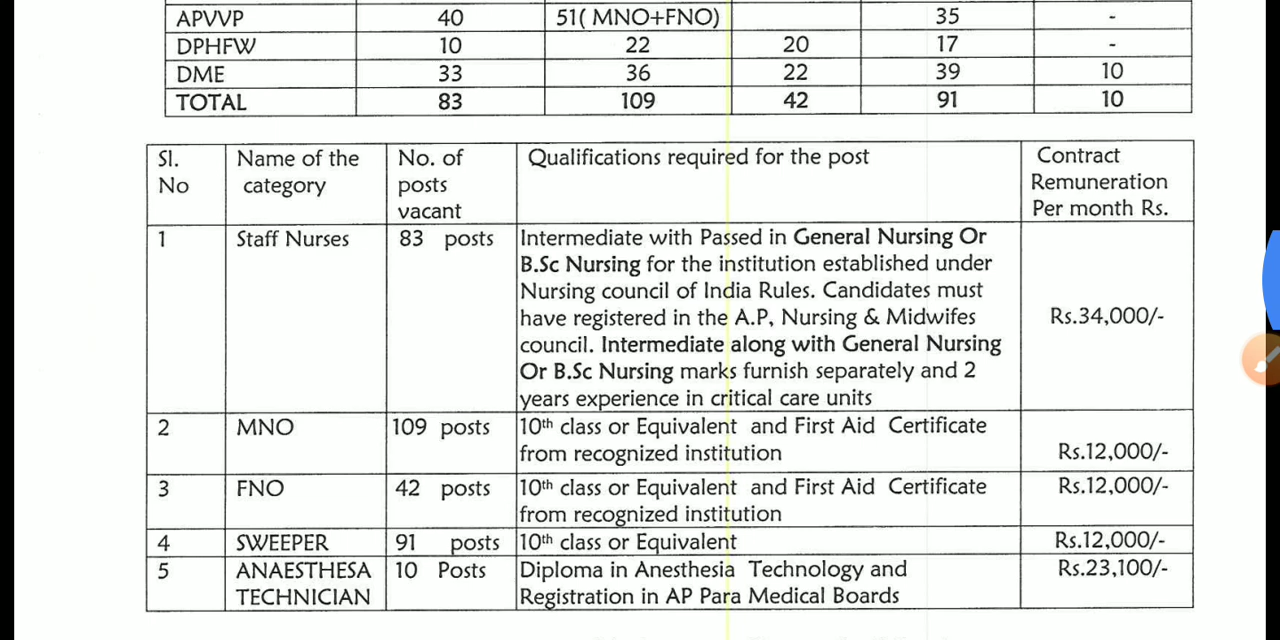 APVVP 40 51( MNO+FNO) 35 -
DPHFW 10 22 20 17 -
DME 33 36 22 39 10
TOTAL 83 109 42 91 10
Sl. No Name of the category No. of posts vacant Qualifications required for the post Contract Remuneration Per month Rs.
1 Staff Nurses 83 posts Intermediate with Passed in General Nursing Or
B.Sc Nursing for the institution established under
Nursing council of India Rules. Candidates must
have registered in the A.P, Nursing & Midwifes Rs.34,000/-
council. Intermediate along with General Nursing
Or B.Sc Nursing marks furnish separately and 2
years experience in critical care units
2 MNO 109 posts 10th class or Equivalent and First Aid Certificate
from recognized institution Rs.12,000/-
3 FNO 42 posts 10th class or Equivalent and First Aid Certificate Rs.12,000/-
from recognized institution
4 SWEEPER 91 posts 10th class or Equivalent Rs.12,000/-
5 ANAESTHESA 10 Posts Diploma in Anesthesia Technology and Rs.23,100/-
TECHNICIAN Registration in AP Para Medical Boards